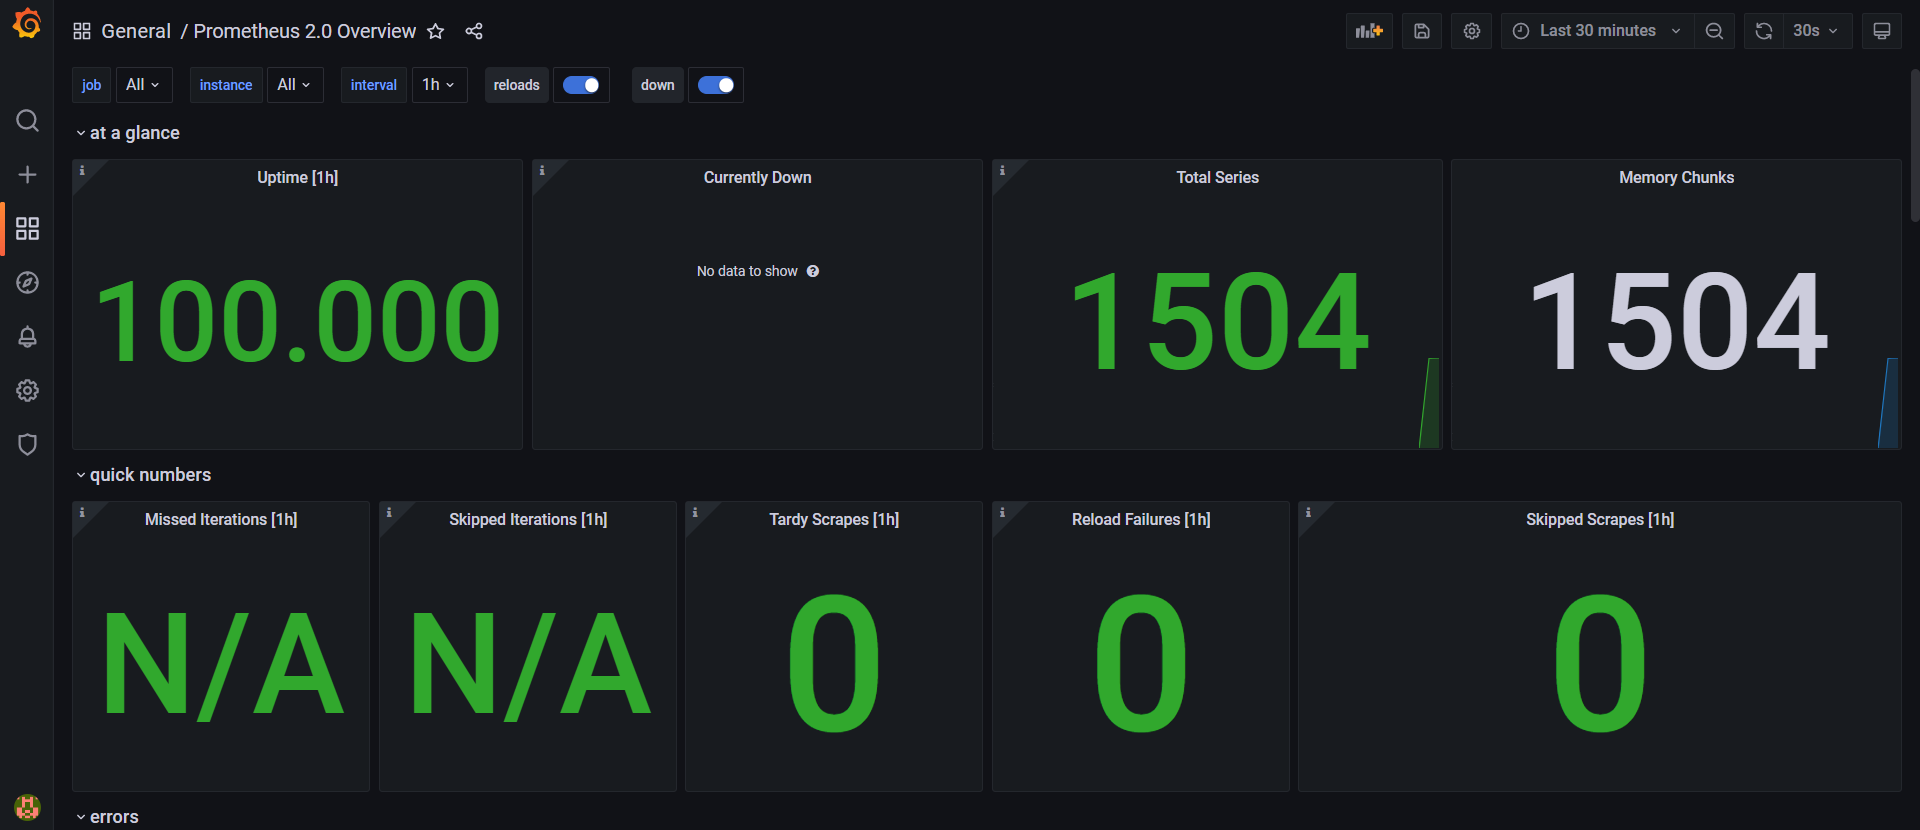 General / Prometheus 2.0 Overview
Last 30 minutes
30s
job All instance All interval 1h reloads down
at a glance
Uptime [1h]
100.000
Currently Down
No data to show
Total Series
1504
Memory Chunks
1504
quick numbers
Missed Iterations [1h]
N/A
Skipped Iterations [1h]
N/A
Tardy Scrapes [1h]
0
Reload Failures [1h]
0
Skipped Scrapes [1h]
0
errors